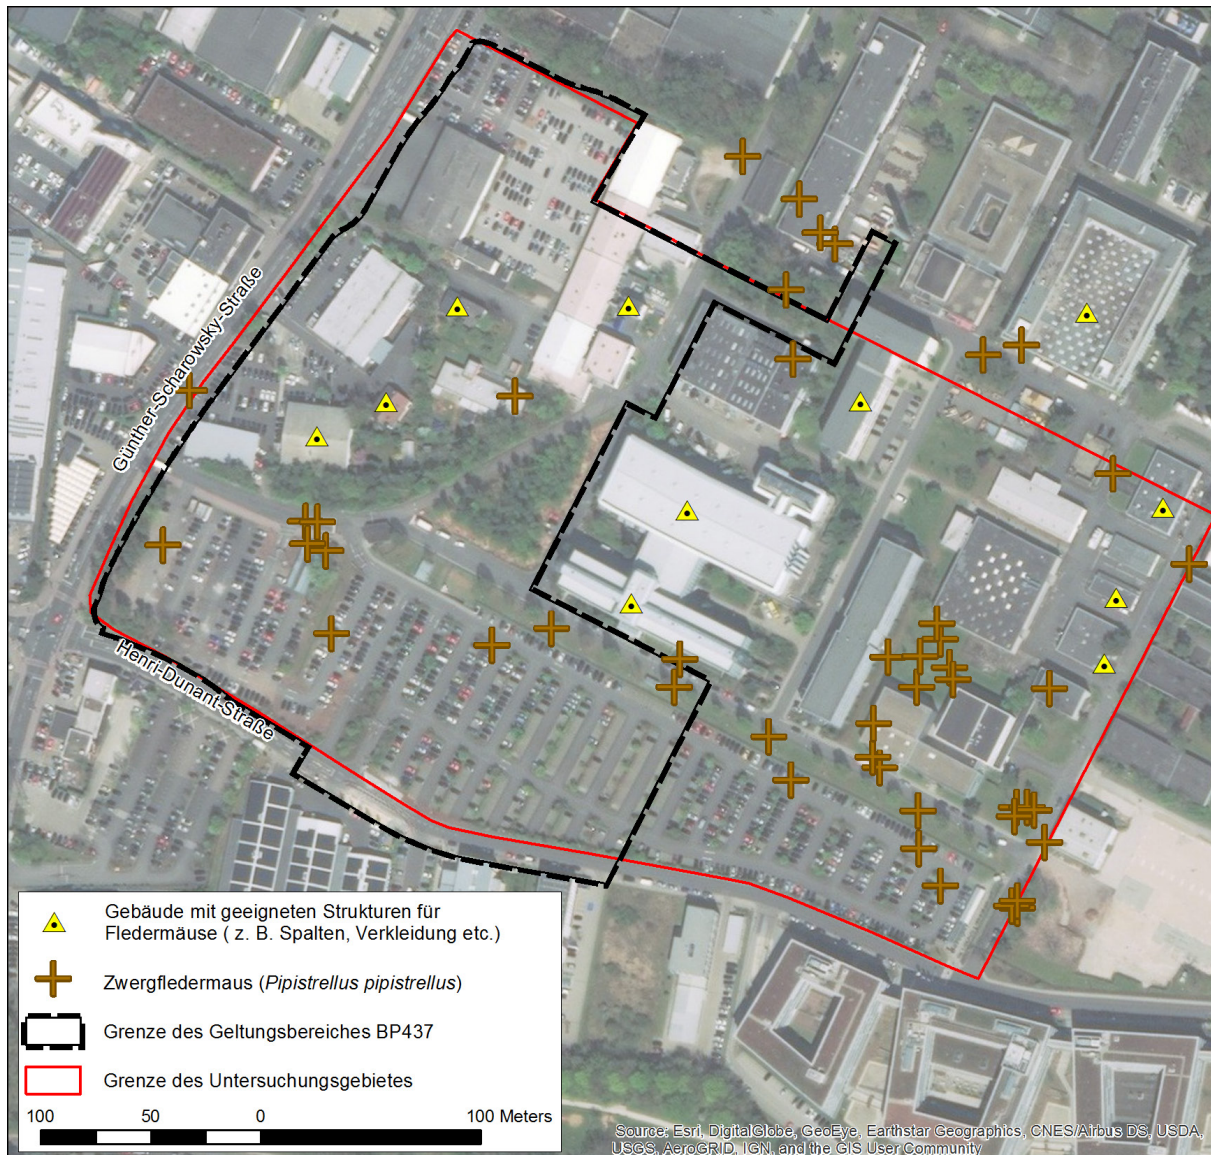 Günther-Scharowsky-Straße
Henri-Dunant-Straße
Gebäude mit geeigneten Strukturen für
Fledermäuse ( z. B. Spalten, Verkleidung etc.)
Zwergfledermaus (Pipistrellus pipistrellus)
Grenze des Geltungsbereiches BP437
Grenze des Untersuchungsgebietes
100 50 0 100 Meters
Source: Esri, DigitalGlobe, GeoEye, Earthstar Geographics, CNES/Airbus DS, USDA,
USGS, AeroGRID, IGN, and the GIS User Community